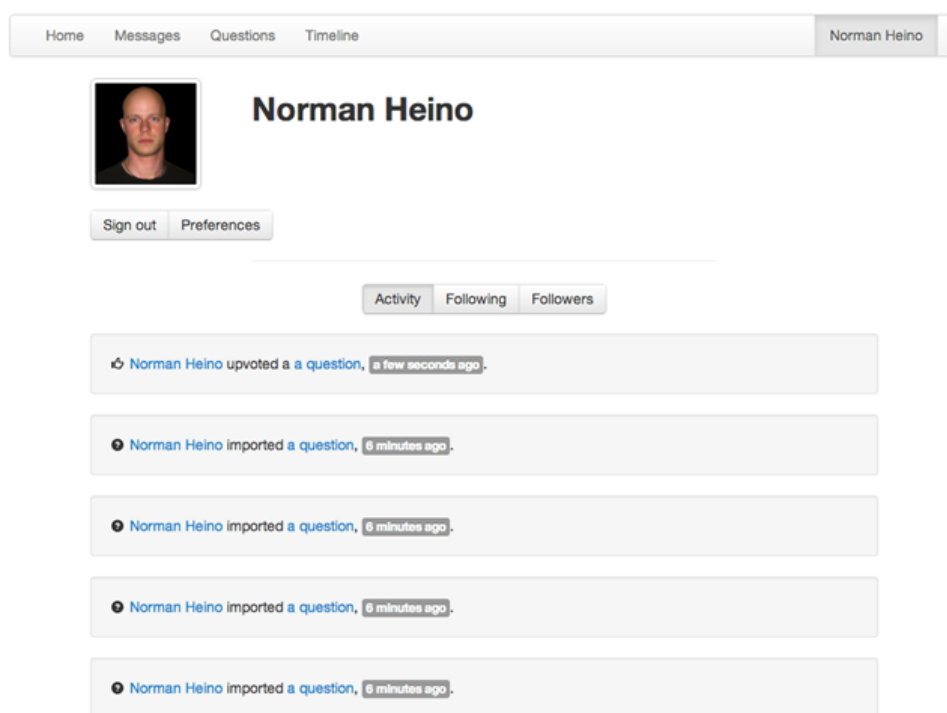 Home Messages Questions Timeline Norman Heino
Norman Heino
Sign out Preferences
Activity Following Followers
Norman Heino upvoted a a question, a few seconds ago.
Norman Heino imported a question, 6 minutes ago.
Norman Heino imported a question, 6 minutes ago.
Norman Heino imported a question, 6 minutes ago.
Norman Heino imported a question, 6 minutes ago.